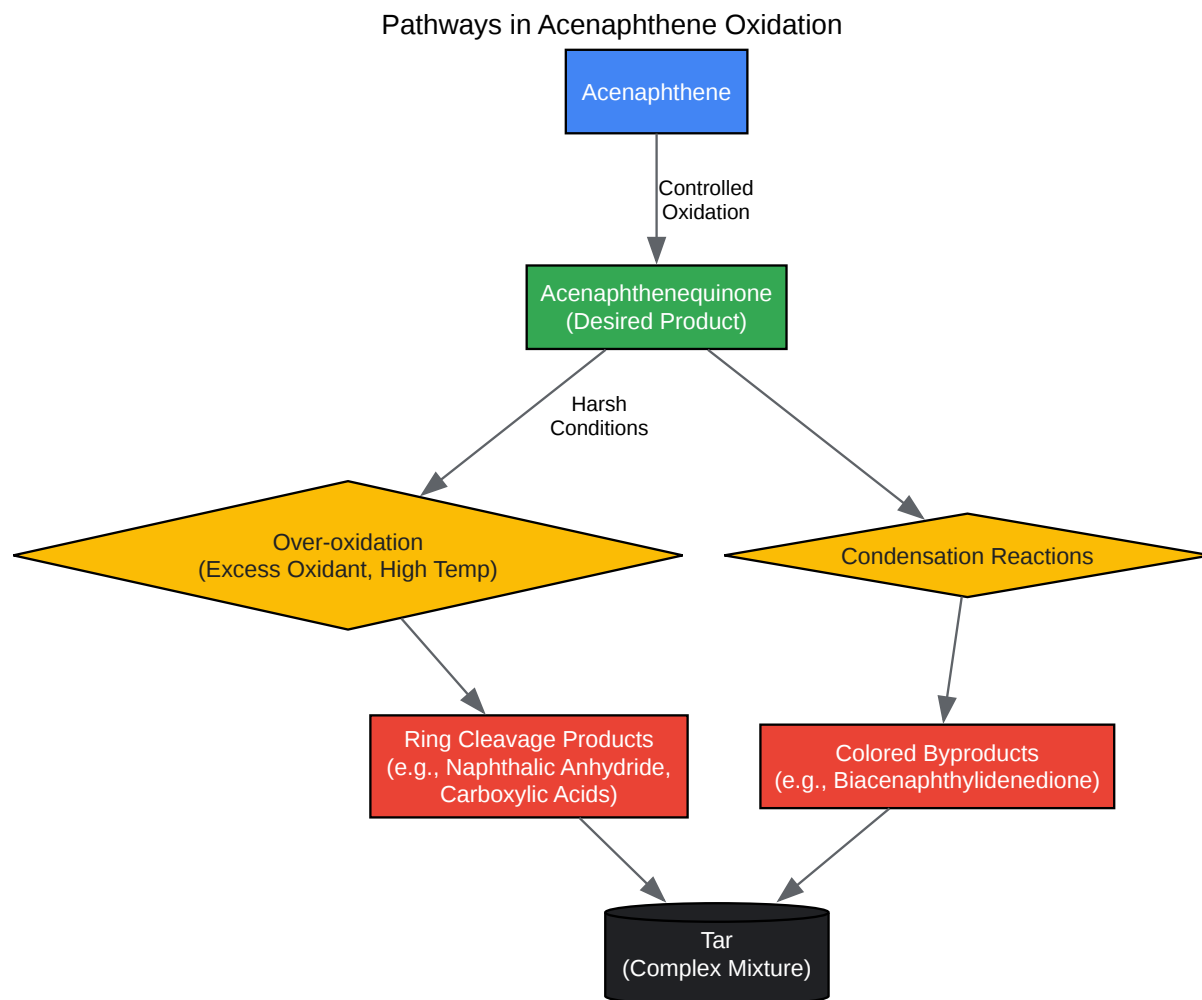 Pathways in Acenaphthene Oxidation
Acenaphthene
Controlled
Oxidation
Acenaphthenequinone
(Desired Product)
Harsh
Conditions
Over-oxidation
(Excess Oxidant, High Temp)
Condensation Reactions
Ring Cleavage Products
(e.g., Naphthalic Anhydride,
Carboxylic Acids)
Colored Byproducts
(e.g., Biacenaphthylidenedione)
Tar
(Complex Mixture)